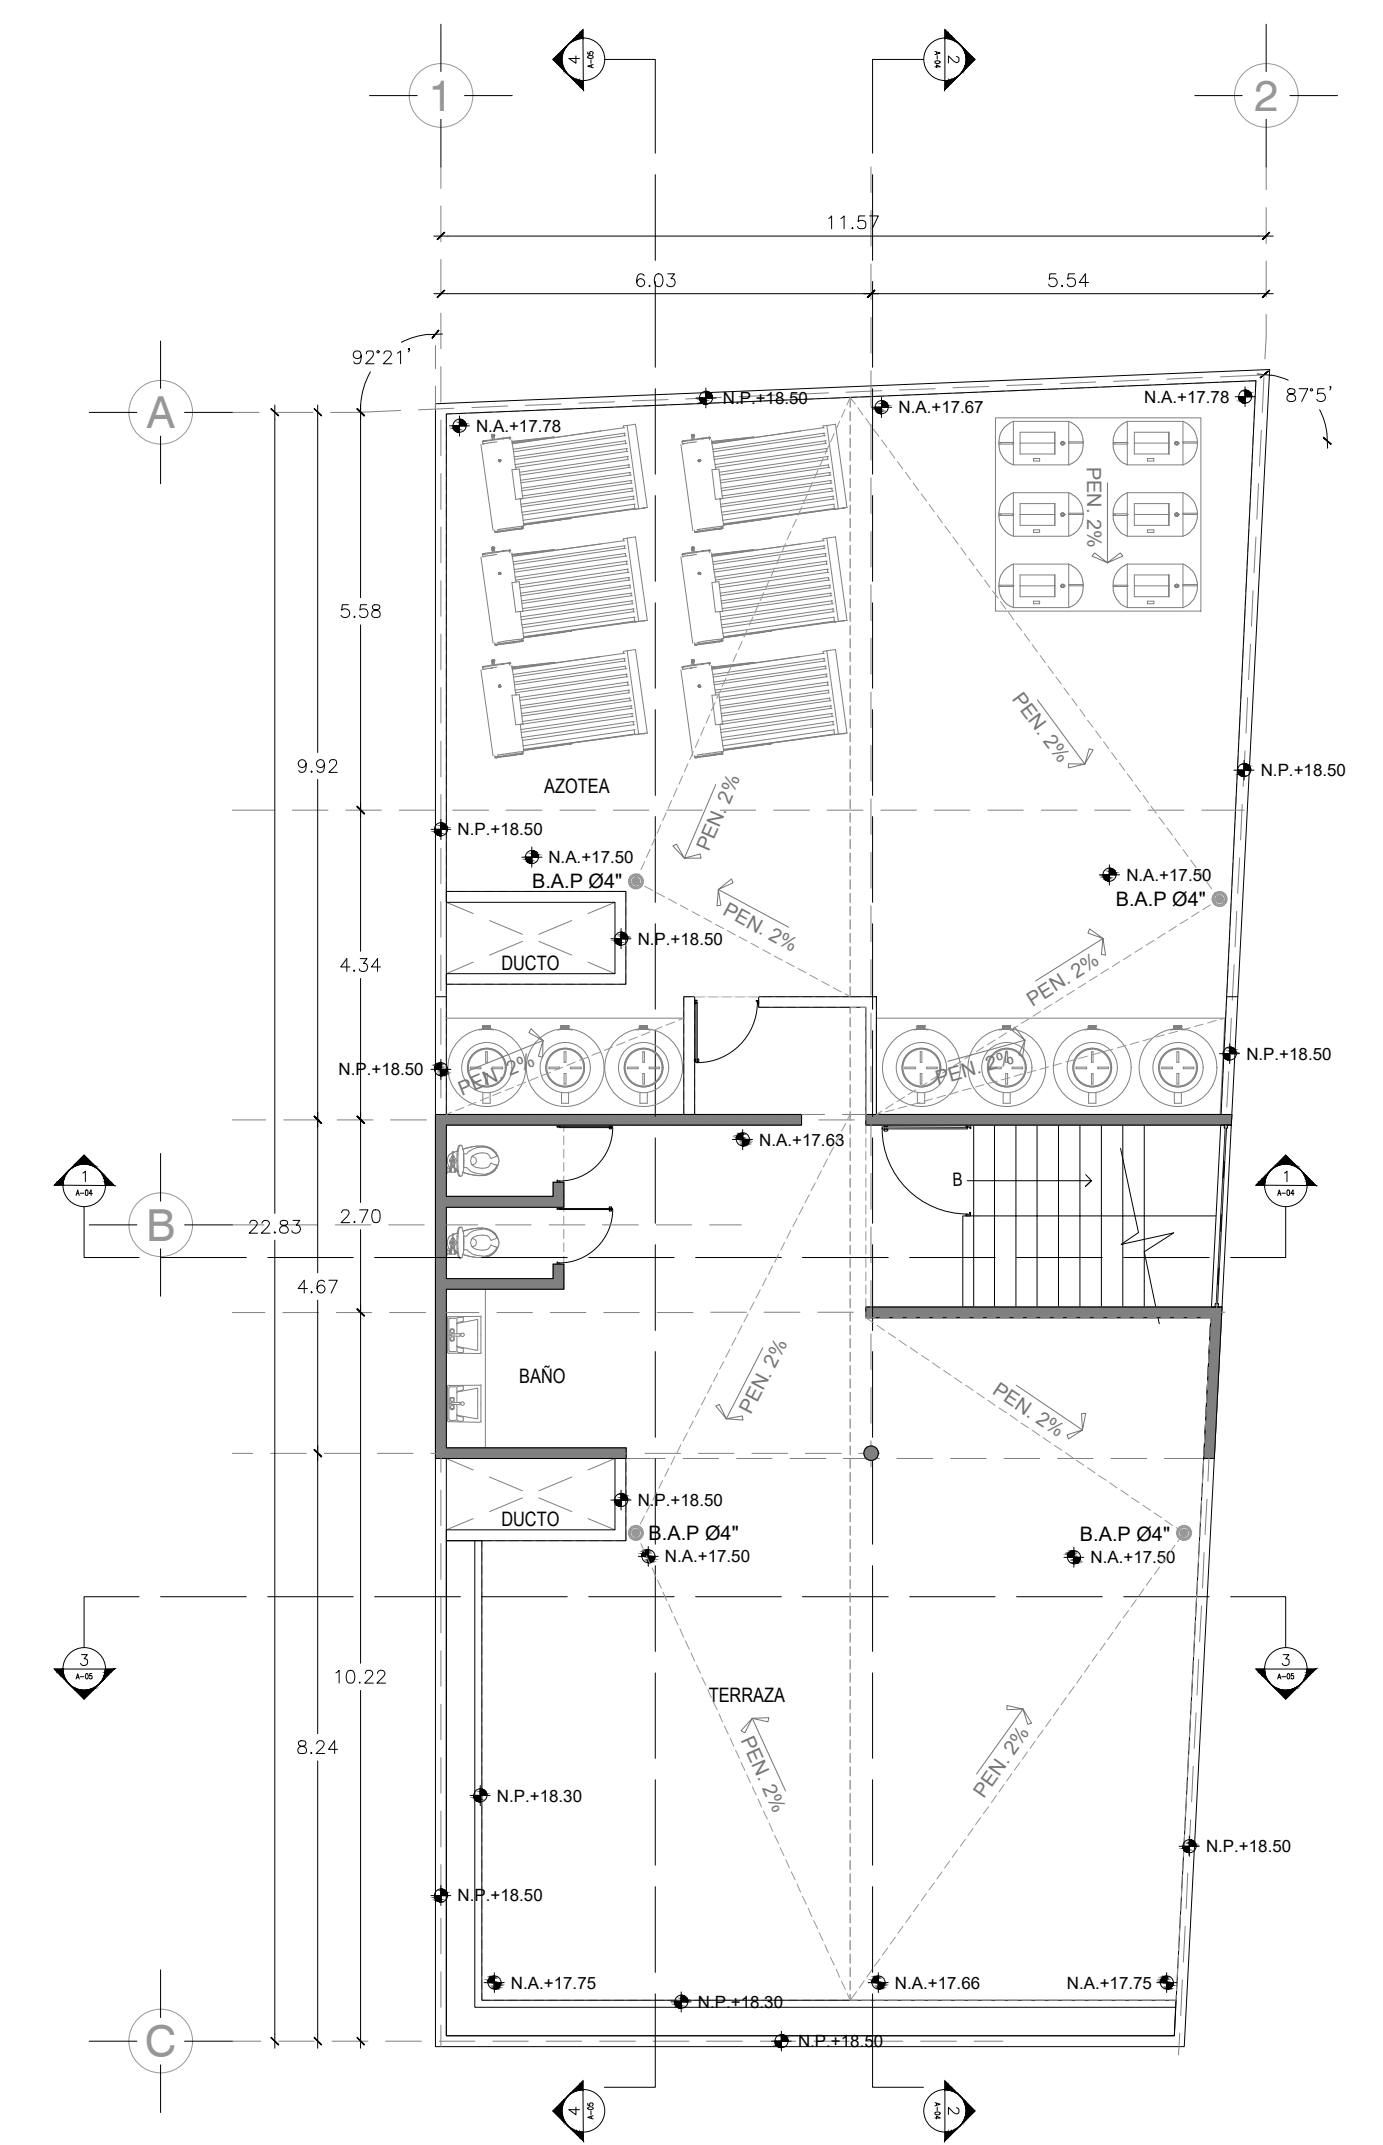 4
A-05
2
A-04
1
2
11.57
6.03
5.54
92°21'
87°5'
A
N.P.+18.50
N.A.+17.67
N.A.+17.78
N.A.+17.78
PEN. 2%
5.58
PEN. 2%
9.92
AZOTEA
N.P.+18.50
PEN. 2%
N.P.+18.50
N.A.+17.50
B.A.P Ø4"
N.A.+17.50
B.A.P Ø4"
PEN. 2%
N.P.+18.50
4.34
DUCTO
PEN. 2%
N.P.+18.50
PEN. 2%
PEN. 2%
N.P.+18.50
N.A.+17.63
1
A-04
B
1
A-04
B
22.83
2.70
4.67
BAÑO
PEN. 2%
PEN. 2%
N.P.+18.50
DUCTO
B.A.P Ø4"
N.A.+17.50
B.A.P Ø4"
N.A.+17.50
3
A-05
3
A-05
10.22
TERRAZA
8.24
PEN. 2%
PEN. 2%
N.P.+18.30
N.P.+18.50
N.P.+18.50
N.A.+17.75
N.A.+17.66
N.A.+17.75
N.P.+18.30
C
N.P.+18.50
4
A-05
2
A-04